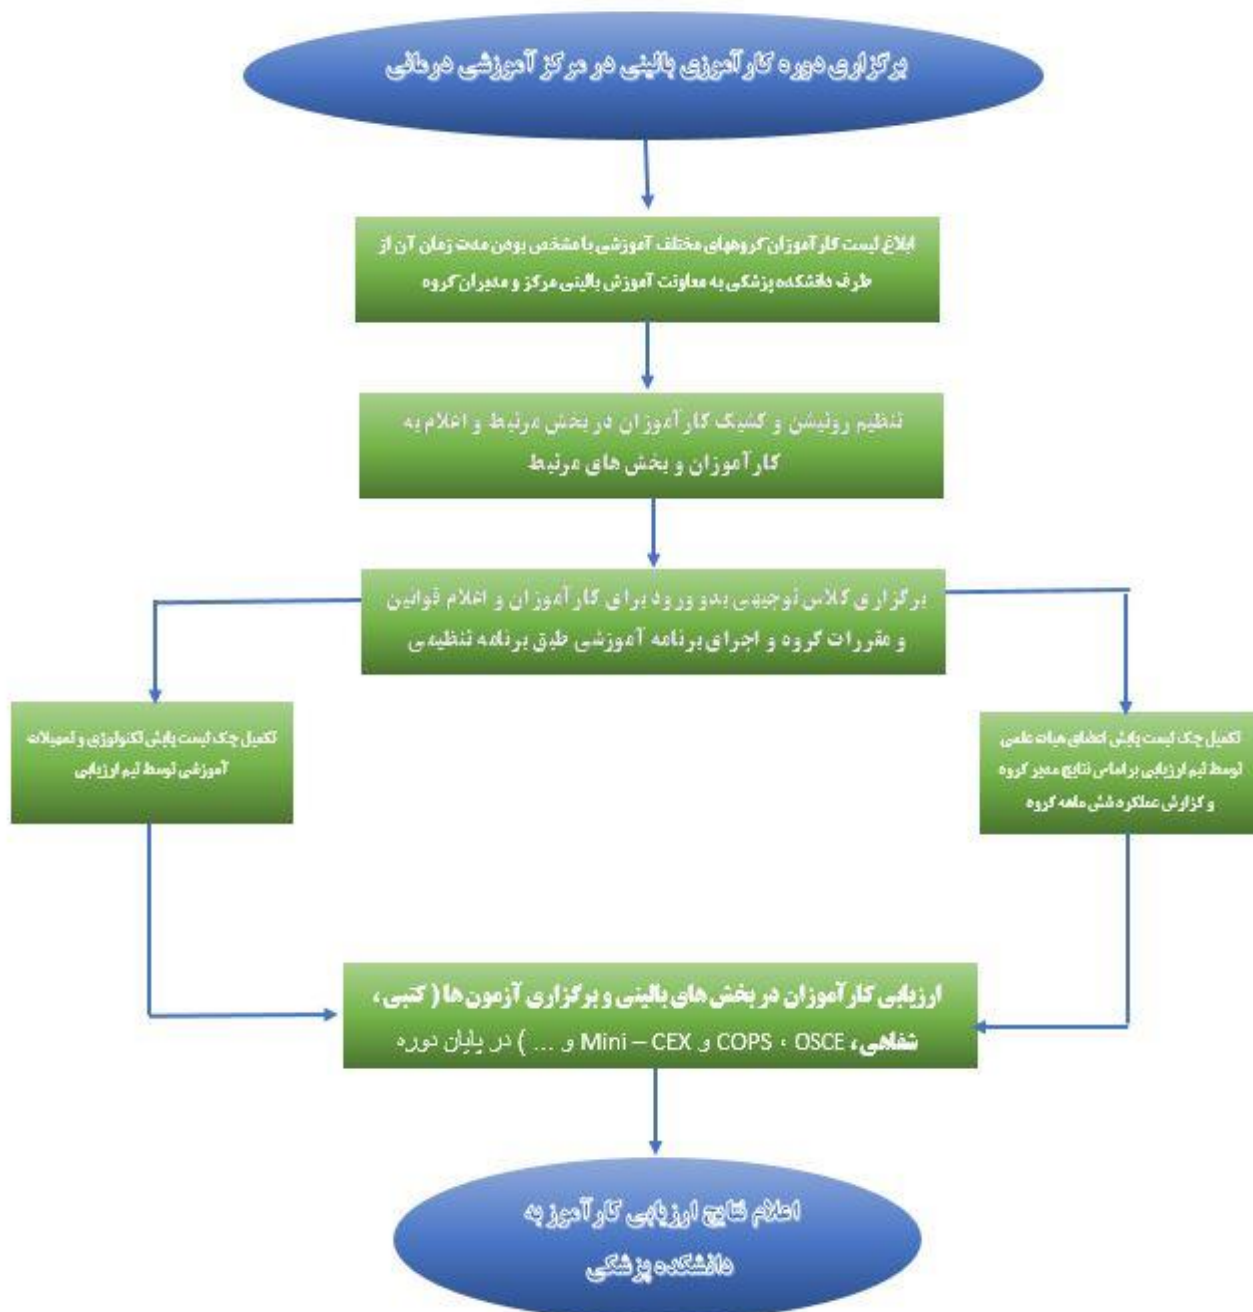 برگزاری دوره کارآموزی بالینی در مرکز آموزشی درمانی
ابلاغ لیست کارآموزان گروههای مختلف آموزشی با مشخص بودن مدت زمان آن از
طرف دانشکده پزشکی به معاونت آموزش بالینی مرکز و مدیران گروه
تنظیم روتیشن و کشیک کارآموزان در بخش مرتبط و اعلام به
کارآموزان و بخش های مرتبط
برگزاری کلاس توجیهی بدو ورود برای کارآموزان و اعلام قوانین
و مقررات گروه و اجرای برنامه آموزشی طبق برنامه تنظیمی
تکمیل چک لیست پایش اعضای هیات علمی
توسط تیم ارزیابی بر اساس نتایج مدیر گروه
و گزارش عملکرد شش ماهه گروه
تکمیل چک لیست پایش تکنولوژی و تسهیلات
آموزشی توسط تیم ارزیابی
ارزیابی کارآموزان در بخش های بالینی و برگزاری آزمون ها ( کتبی ،
شفاهی ، COPS ، OSCE و Mini – CEX و ... ) در پایان دوره
اعلام نتایج ارزیابی کارآموز به
دانشکده پزشکی